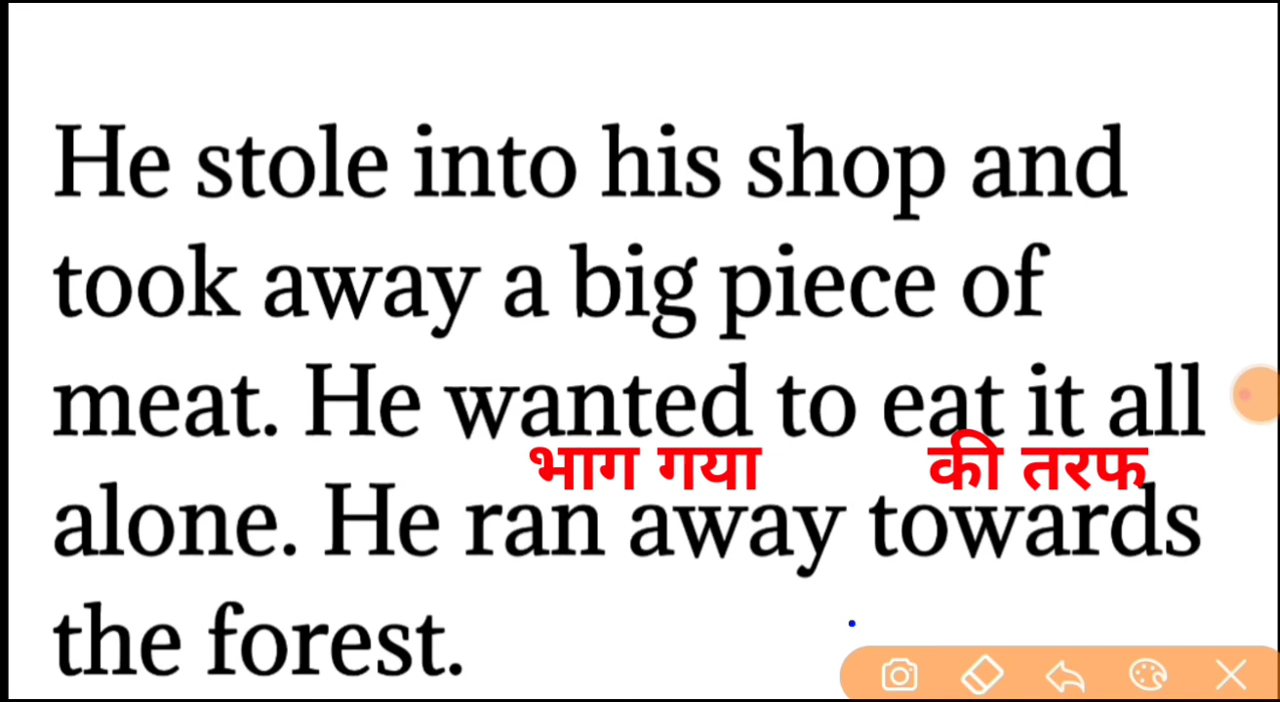 He stole into his shop and
took away a big piece of
meat. He wanted to eat it all
भाग गया की तरफ
alone. He ran away towards
the forest.